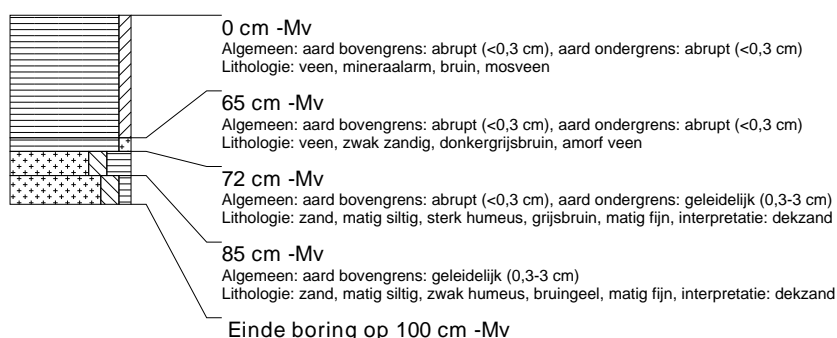 0 cm -Mv
Algemeen: aard bovengrens: abrupt (<0,3 cm), aard ondergrens: abrupt (<0,3 cm)
Lithologie: veen, mineraalarm, bruin, mosveen
65 cm -Mv
Algemeen: aard bovengrens: abrupt (<0,3 cm), aard ondergrens: abrupt (<0,3 cm)
Lithologie: veen, zwak zandig, donkergrijsbruin, amorf veen
72 cm -Mv
Algemeen: aard bovengrens: abrupt (<0,3 cm), aard ondergrens: geleidelijk (0,3-3 cm)
Lithologie: zand, matig siltig, sterk humeus, grijsbruin, matig fijn, interpretatie: dekzand
85 cm -Mv
Algemeen: aard bovengrens: geleidelijk (0,3-3 cm)
Lithologie: zand, matig siltig, zwak humeus, bruingeel, matig fijn, interpretatie: dekzand
Einde boring op 100 cm -Mv